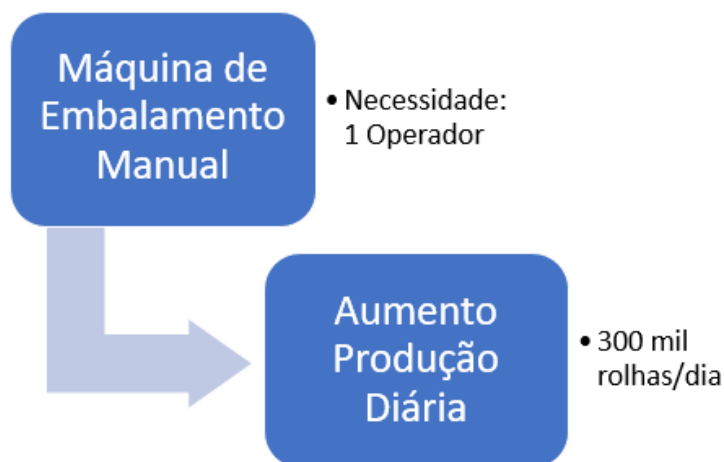 Máquina de
Embalamento
Manual
• Necessidade:
1 Operador
Aumento
Produção
Diária
• 300 mil
rolhas/dia